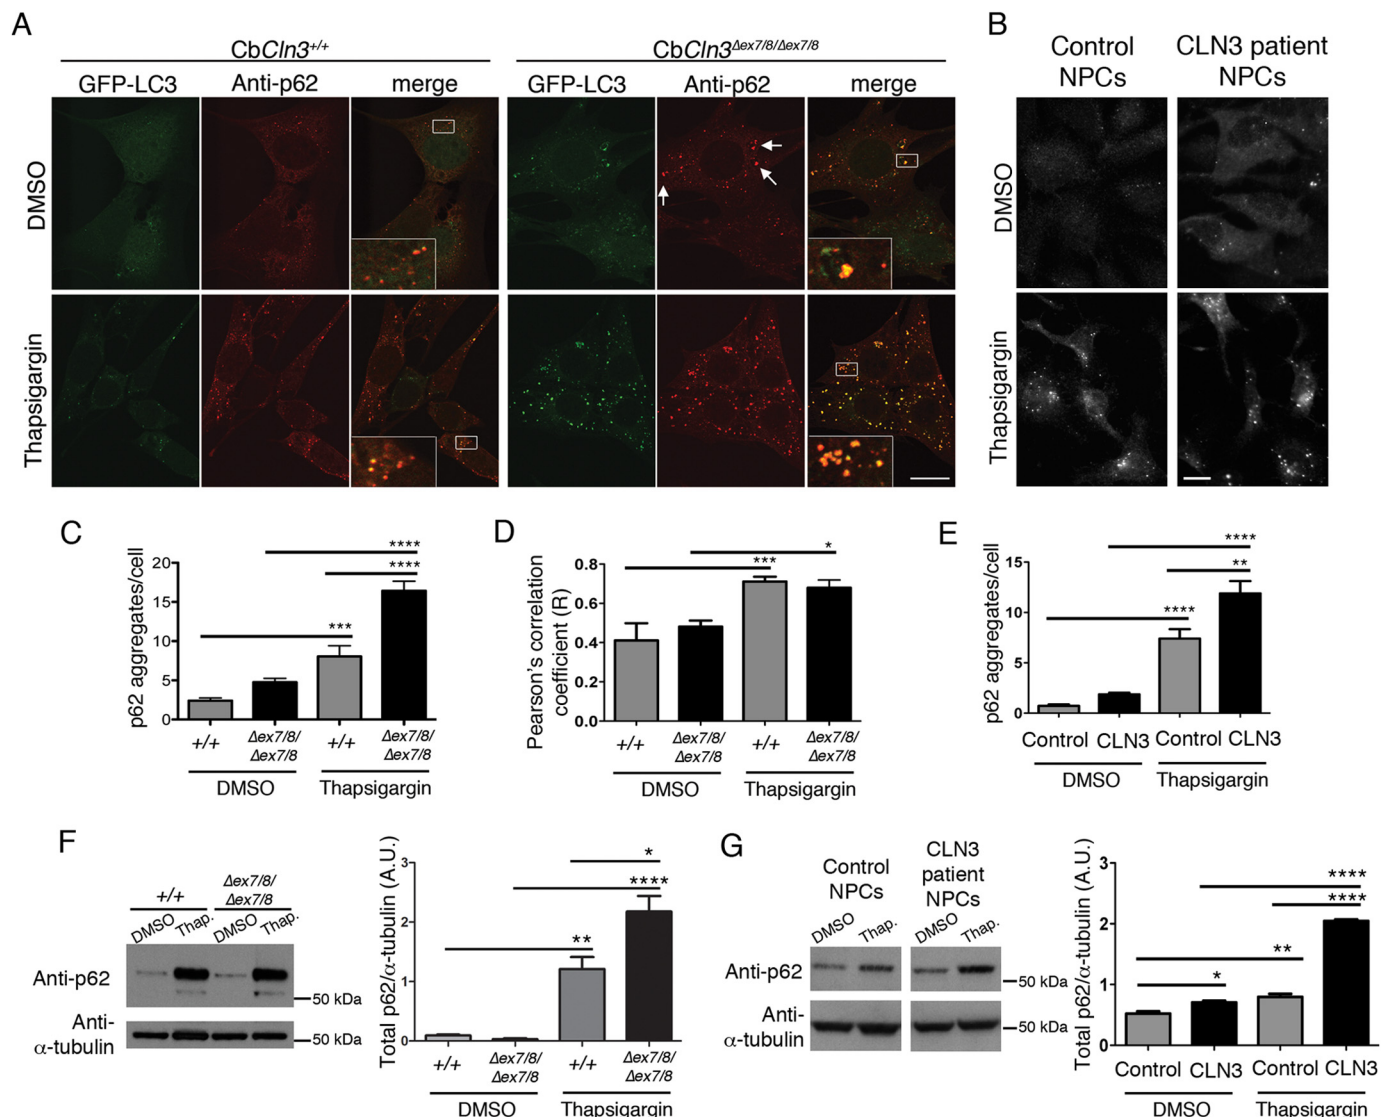 A
CbCln3+/+
CbCln3Δex7/8/Δex7/8
GFP-LC3
Anti-p62
merge
GFP-LC3
Anti-p62
merge
DMSO
Thapsigargin
B
Control
NPCs
CLN3 patient
NPCs
DMSO
Thapsigargin
C
p62 aggregates/cell
20
15
10
5
0
***
****
****
+/+
Δex7/8/
Δex7/8
+/+
Δex7/8/
Δex7/8
DMSO
Thapsigargin
D
Pearson's correlation
coefficient (R)
0.8
0.6
0.4
0.2
0.0
***
*
+/+
Δex7/8/
Δex7/8
+/+
Δex7/8/
Δex7/8
DMSO
Thapsigargin
E
p62 aggregates/cell
15
10
5
0
****
****
**
Control CLN3 Control CLN3
DMSO
Thapsigargin
F
+/+
Δex7/8/
Δex7/8
DMSO Thap. DMSO Thap.
Anti-p62
50 kDa
Anti-
α-tubulin
50 kDa
Total p62/α-tubulin (A.U.)
3
2
1
0
*
****
**
+/+
Δex7/8/
Δex7/8
+/+
Δex7/8/
Δex7/8
DMSO
Thapsigargin
G
Control
NPCs
CLN3
patient
NPCs
DMSO Thap. DMSO Thap.
Anti-p62
50 kDa
Anti-
α-tubulin
50 kDa
Total p62/α-tubulin (A.U.)
3
2
1
0
****
****
**
*
Control CLN3 Control CLN3
DMSO
Thapsigargin